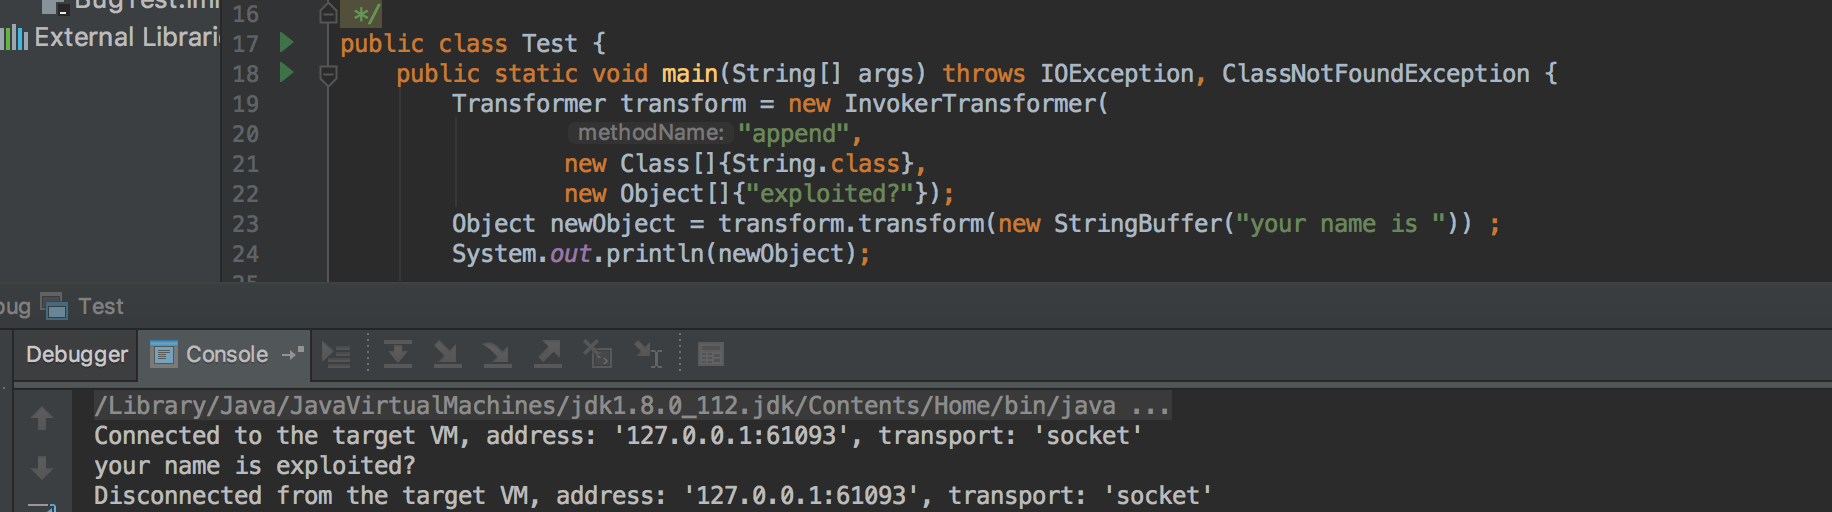 BugTest.iml
External Librari
16 */
17 public class Test {
18 public static void main(String[] args) throws IOException, ClassNotFoundException {
19 Transformer transform = new InvokerTransformer(
20 methodName: "append",
21 new Class[]{String.class},
22 new Object[]{"exploited?"});
23 Object newObject = transform.transform(new StringBuffer("your name is ")) ;
24 System.out.println(newObject);
25
bug Test
Debugger Console
/Library/Java/JavaVirtualMachines/jdk1.8.0_112.jdk/Contents/Home/bin/java ...
Connected to the target VM, address: '127.0.0.1:61093', transport: 'socket'
your name is exploited?
Disconnected from the target VM, address: '127.0.0.1:61093', transport: 'socket'